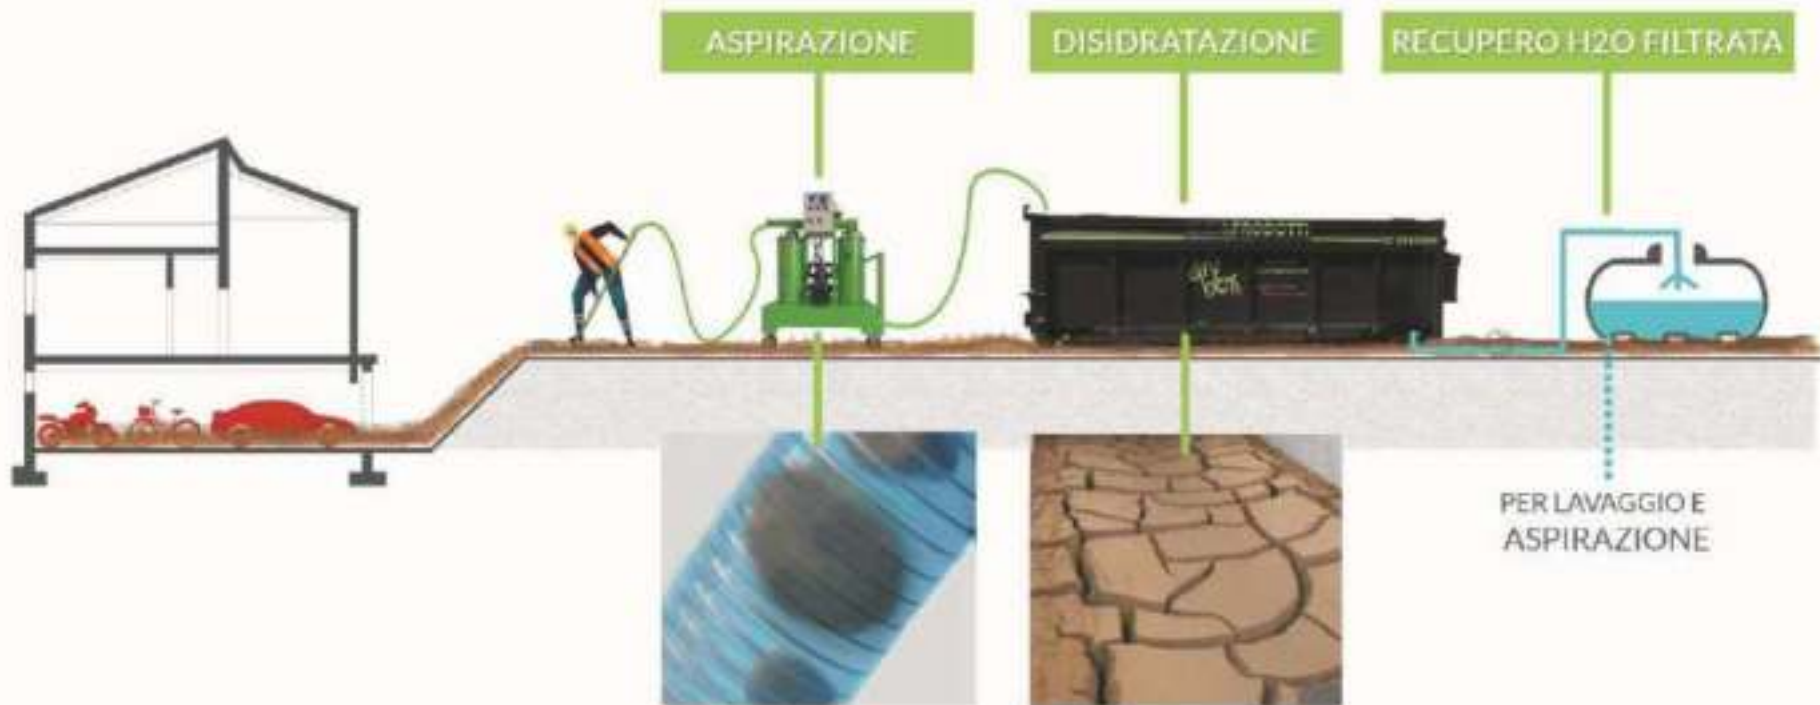 ASPIRAZIONE
DISIDRATAZIONE
RECUPERO H2O FILTRATA
PER LAVAGGIO E
ASPIRAZIONE